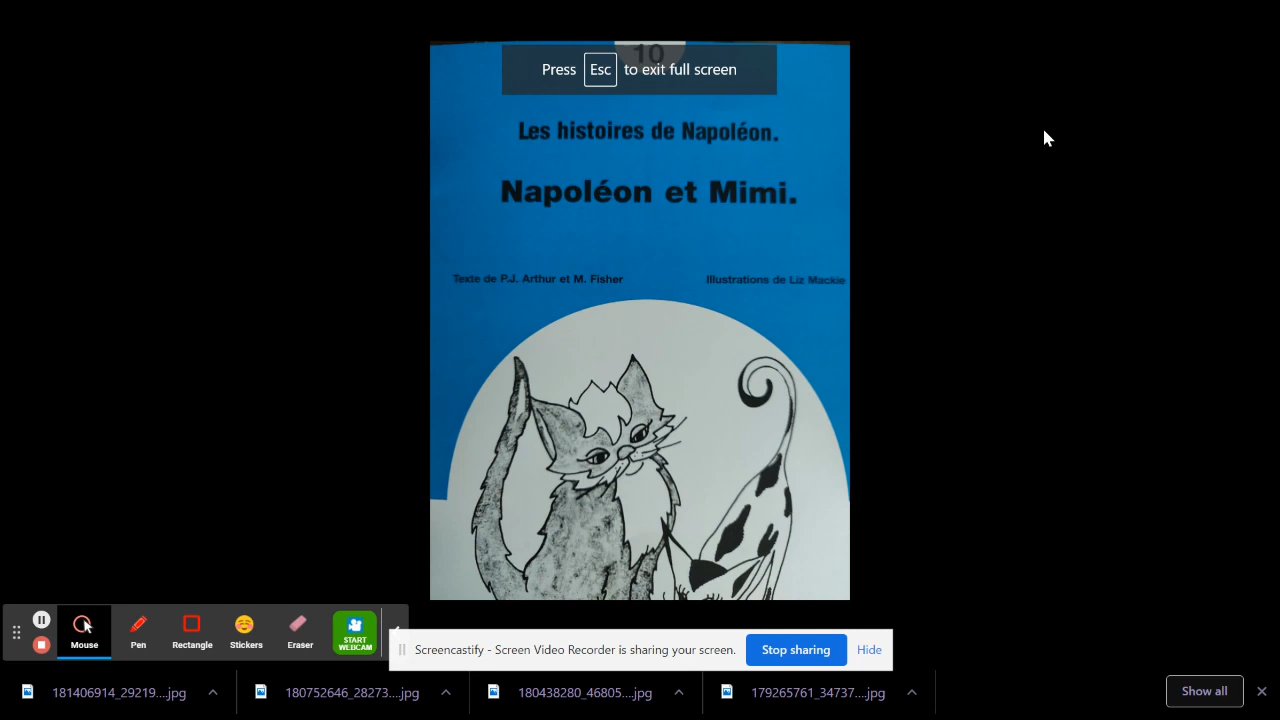 10
Press Esc to exit full screen
Les histoires de Napoléon.
Napoléon et Mimi.
Texte de P.J. Arthur et M. Fisher
Illustrations de Liz Mackie
Mouse
Pen
Rectangle
Stickers
Eraser
START
WEBCAM
Screencastify - Screen Video Recorder is sharing your screen.
Stop sharing
Hide
181406914_29219....jpg
180752646_28273....jpg
180438280_46805....jpg
179265761_34737....jpg
Show all